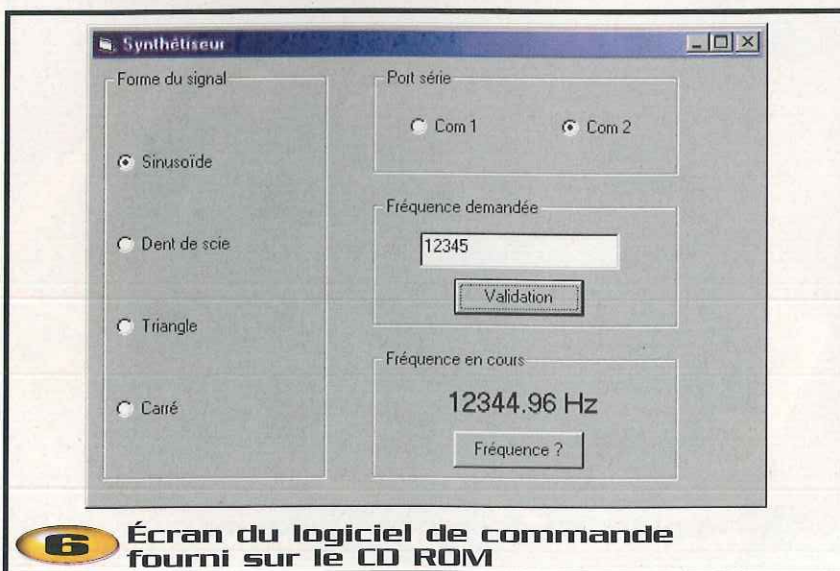 Synthétiseur
Forme du signal
Sinusoïde
Dent de scie
Triangle
Carré
Port série
Com 1
Com 2
Fréquence demandée
12345
Validation
Fréquence en cours
12344.96 Hz
Fréquence ?
6
Écran du logiciel de commande
fourni sur le CD ROM